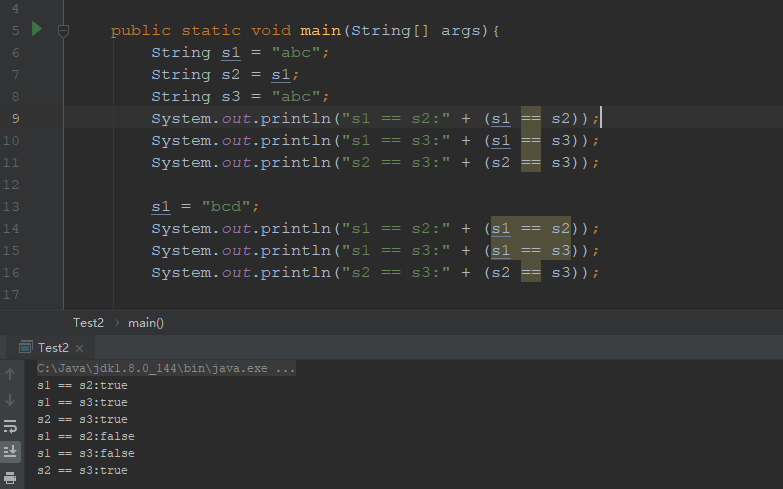 4
5 public static void main(String[] args){
6 String s1 = "abc";
7 String s2 = s1;
8 String s3 = "abc";
9 System.out.println("s1 == s2:" + (s1 == s2));
10 System.out.println("s1 == s3:" + (s1 == s3));
11 System.out.println("s2 == s3:" + (s2 == s3));
12
13 s1 = "bcd";
14 System.out.println("s1 == s2:" + (s1 == s2));
15 System.out.println("s1 == s3:" + (s1 == s3));
16 System.out.println("s2 == s3:" + (s2 == s3));
17
Test2 › main()
Test2 ×
C:\Java\jdk1.8.0_144\bin\java.exe ...
s1 == s2:true
s1 == s3:true
s2 == s3:true
s1 == s2:false
s1 == s3:false
s2 == s3:true